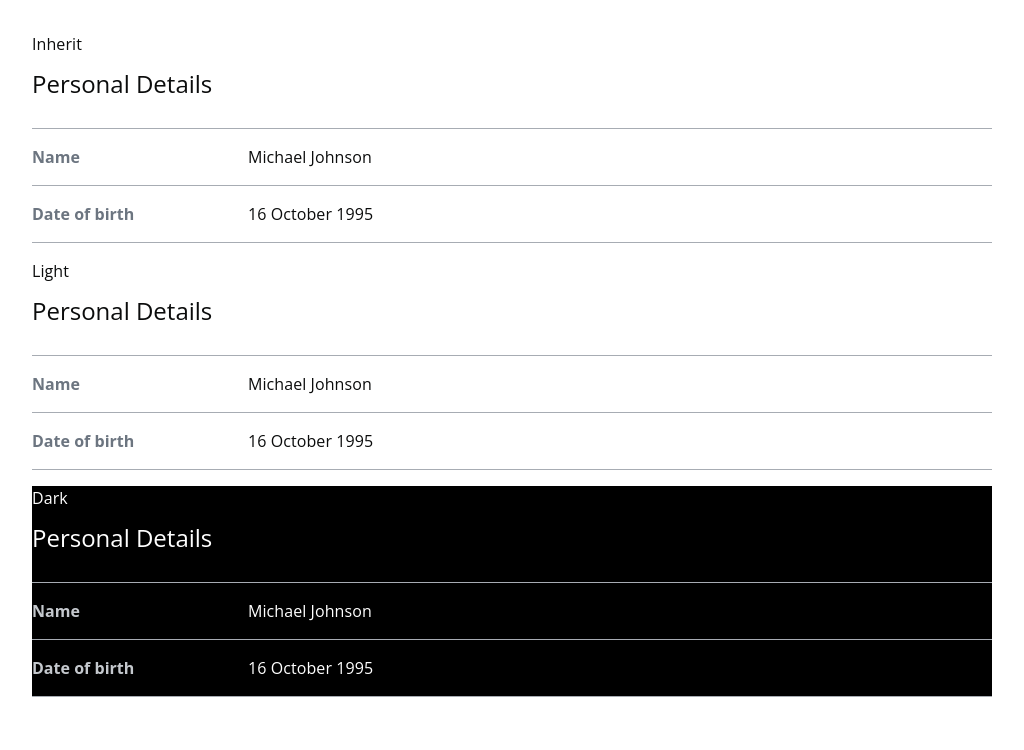 Inherit
Personal Details
Name Michael Johnson
Date of birth 16 October 1995
Light
Personal Details
Name Michael Johnson
Date of birth 16 October 1995
Dark
Personal Details
Name Michael Johnson
Date of birth 16 October 1995